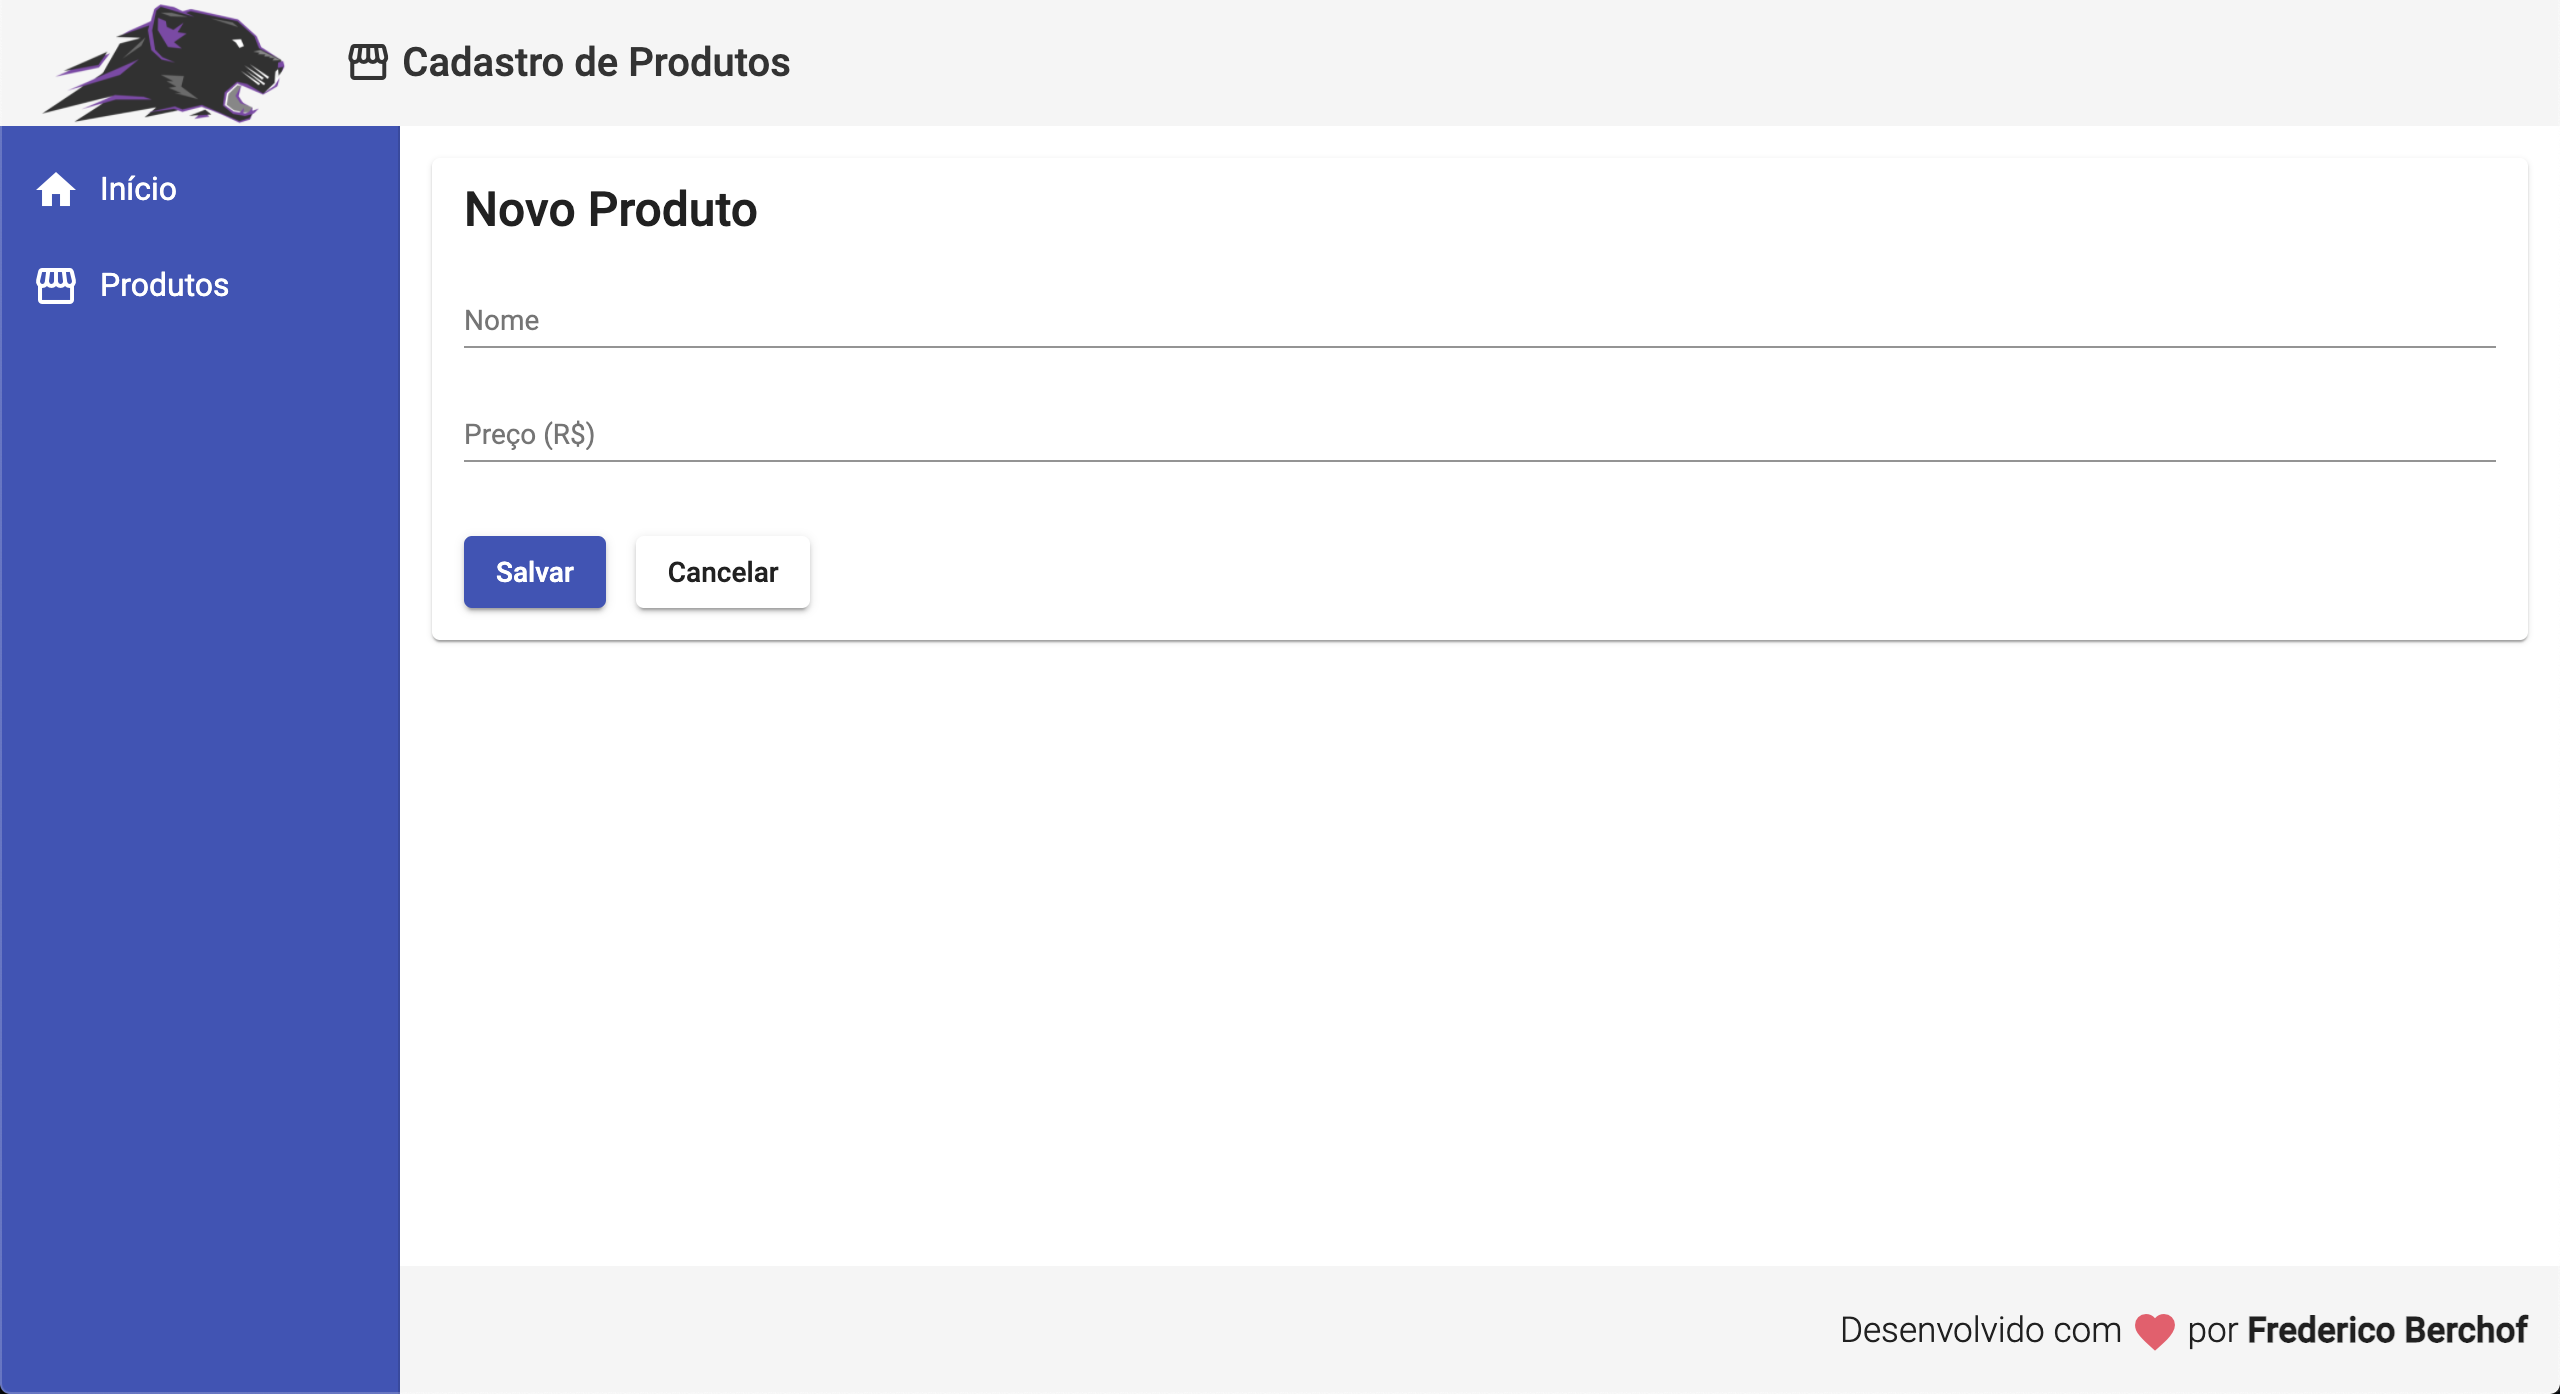 Cadastro de Produtos
Início
Produtos
Novo Produto
Nome
Preço (R$)
Salvar Cancelar
Desenvolvido com por Frederico Berchof